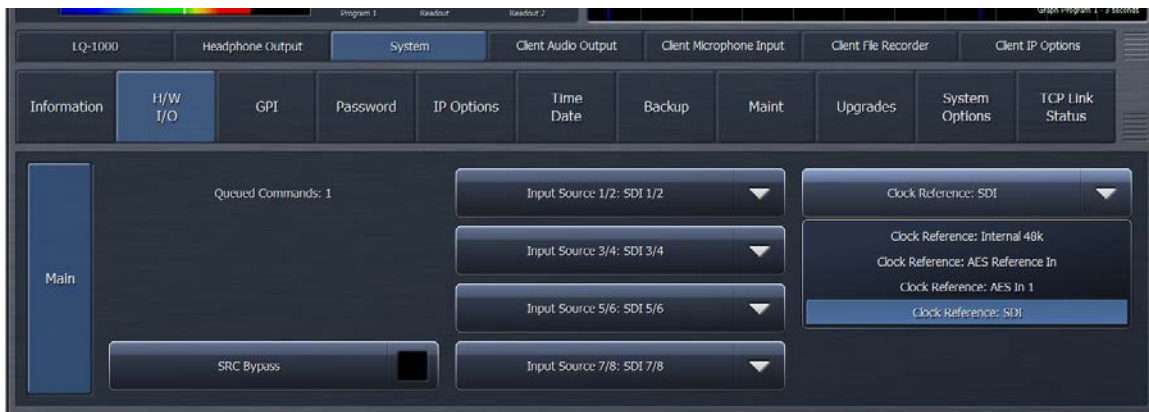 Program 1 Readout Readout 2 Graph Program 1 - 3 seconds
LQ-1000 Headphone Output System Client Audio Output Client Microphone Input Client File Recorder Client IP Options
Information H/W I/O GPI Password IP Options Time Date Backup Maint Upgrades System Options TCP Link Status
Main
Queued Commands: 1
SRC Bypass
Input Source 1/2: SDI 1/2
Input Source 3/4: SDI 3/4
Input Source 5/6: SDI 5/6
Input Source 7/8: SDI 7/8
Clock Reference: SDI
Clock Reference: Internal 48k
Clock Reference: AES Reference In
Clock Reference: AES In 1
Clock Reference: SDI